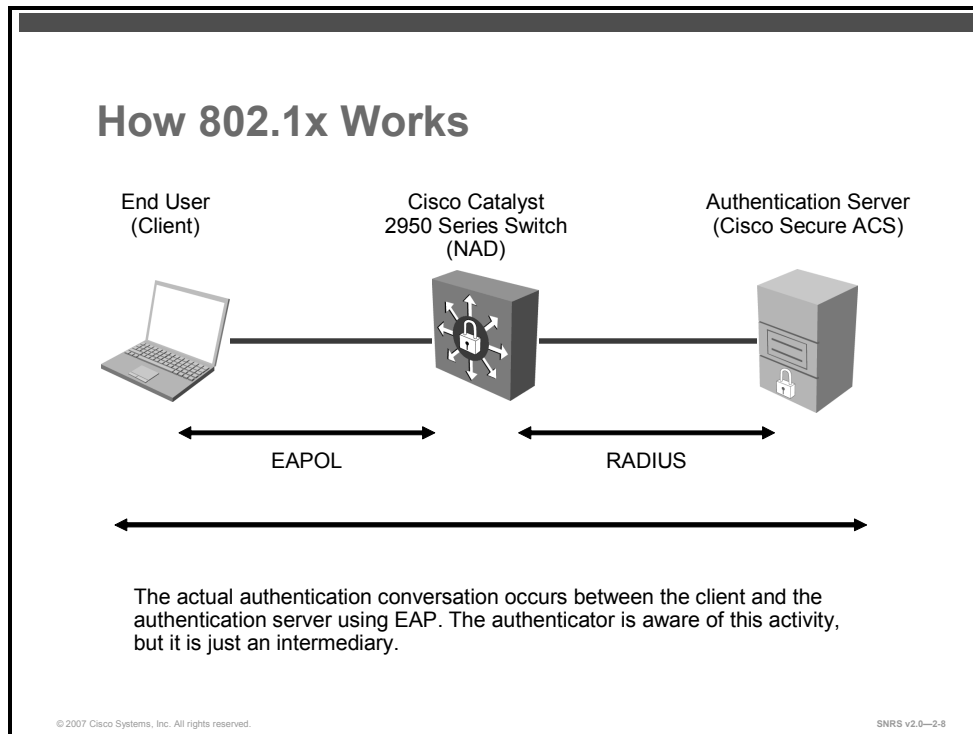 How 802.1x Works
End User
(Client)
Cisco Catalyst
2950 Series Switch
(NAD)
Authentication Server
(Cisco Secure ACS)
EAPOL
RADIUS
The actual authentication conversation occurs between the client and the
authentication server using EAP. The authenticator is aware of this activity,
but it is just an intermediary.
© 2007 Cisco Systems, Inc. All rights reserved.
SNRS v2.0—2-8